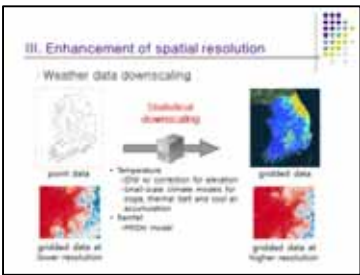 III. Enhancement of spatial resolution
Weather data downscaling
Statistical
downscaling
point data
gridded data
• Temperature
-IDW w/ correction for elevation
-Small-scale climate models for
slope, thermal belt and cool air
accumulation
• Rainfall
-PRISM model
gridded data at
lower resolution
gridded data at
higher resolution